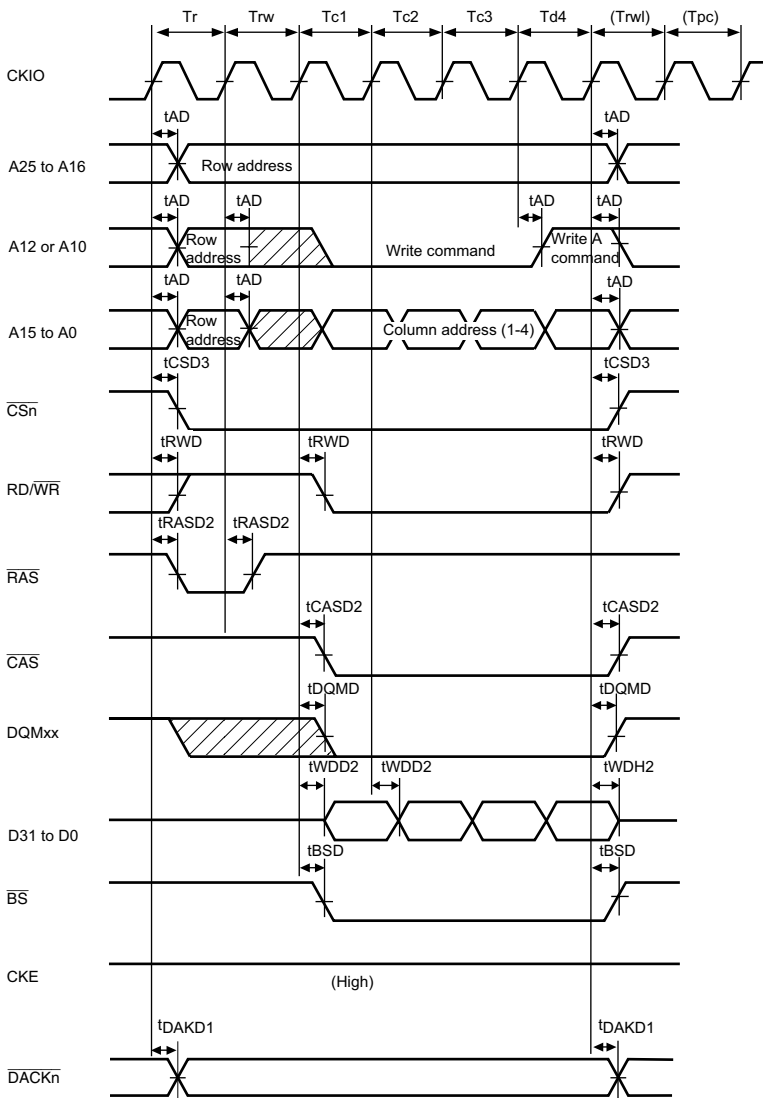 Tr Trw Tc1 Tc2 Tc3 Td4 (Trwl) (Tpc)
CKIO
tAD tAD
A25 to A16 Row address
tAD tAD tAD tAD
A12 or A10 Row address Write command Write A command
tAD tAD tAD
A15 to A0 Row address Column address (1-4)
tCSD3 tCSD3
CSn
tRWD tRWD tRWD
RD/WR
tRASD2 tRASD2
RAS
tCASD2 tCASD2
CAS
tDQMD tDQMD
DQMxx
tWDD2 tWDD2 tWDH2
D31 to D0
tBSD tBSD
BS
CKE (High)
tDAKD1 tDAKD1
DACKn